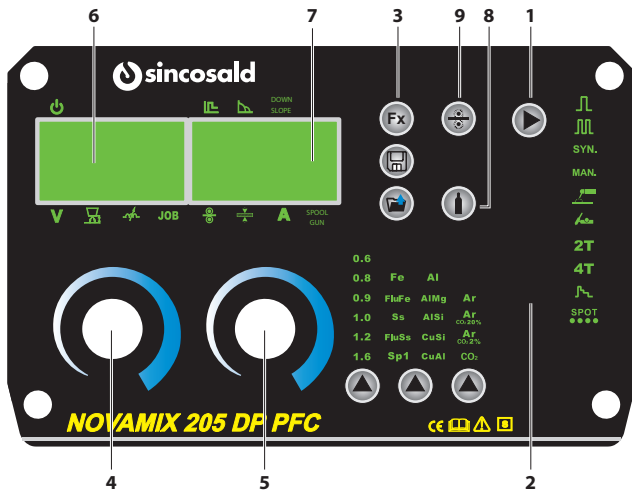 6 7 3 9 8 1
sincosald
DOWN
SLOPE
Fx
V JOB A SPOOL
GUN
SYN.
MAN.
2T
4T
SPOT
0.6
0.8 Fe Al
0.9 FluFe AlMg Ar
1.0 Ss AlSi Ar
CO2 20%
1.2 FluSs CuSi Ar
CO2 2%
1.6 Sp1 CuAl CO2
NOVAMIX 205 DP PFC
CE S
4 5 2